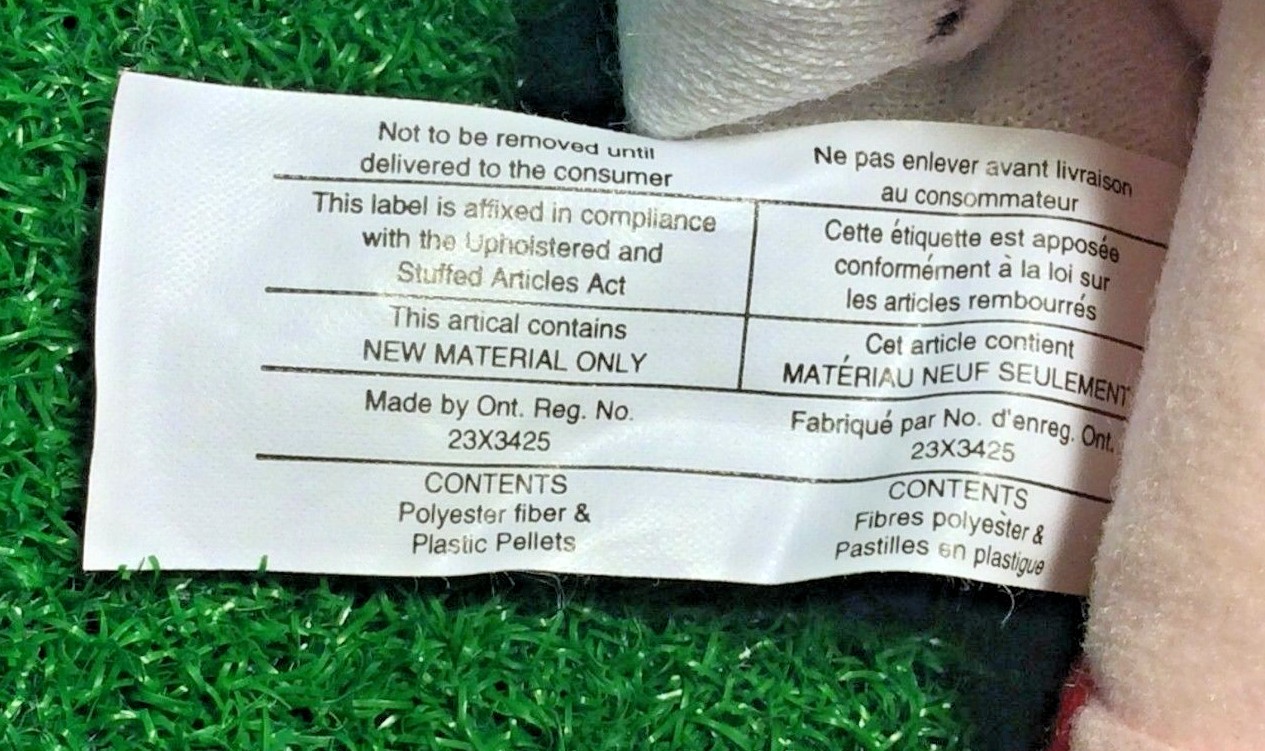 Not to be removed until
delivered to the consumer
Ne pas enlever avant livraison
au consommateur
This label is affixed in compliance
with the Upholstered and
Stuffed Articles Act
Cette étiquette est apposée
conformément à la loi sur
les articles rembourrés
This artical contains
NEW MATERIAL ONLY
Cet article contient
MATÉRIAU NEUF SEULEMENT
Made by Ont. Reg. No.
23X3425
Fabriqué par No. d'enreg. Ont.
23X3425
CONTENTS
Polyester fiber &
Plastic Pellets
CONTENTS
Fibres polyestèr &
Pastilles en plastigue